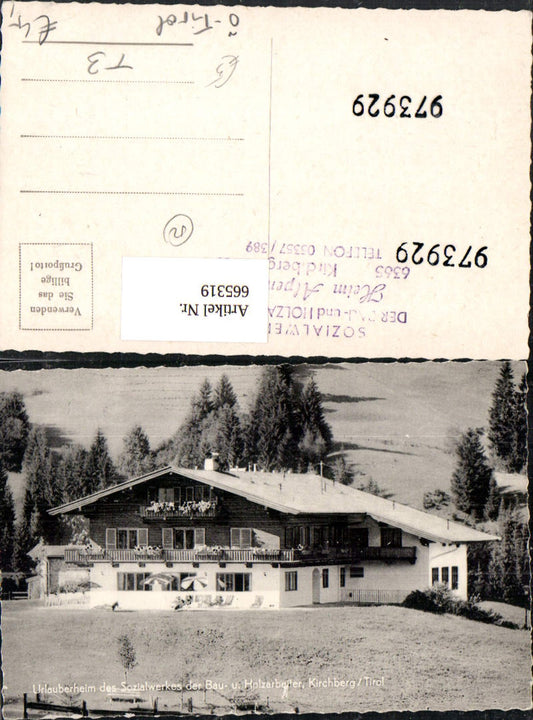 Ö-Tirol
T3
973929
SOZIALWE
DER BAU- und HOLZA
Heim Alpen
6365 Kirchberg
TELEFON 05357/389
973929
Verwenden
Sie das
billige
Grußporto!
Artikel Nr.
665319
Urlauberheim des Sozialwerkes der Bau- u. Holzarbeiter, Kirchberg/Tirol